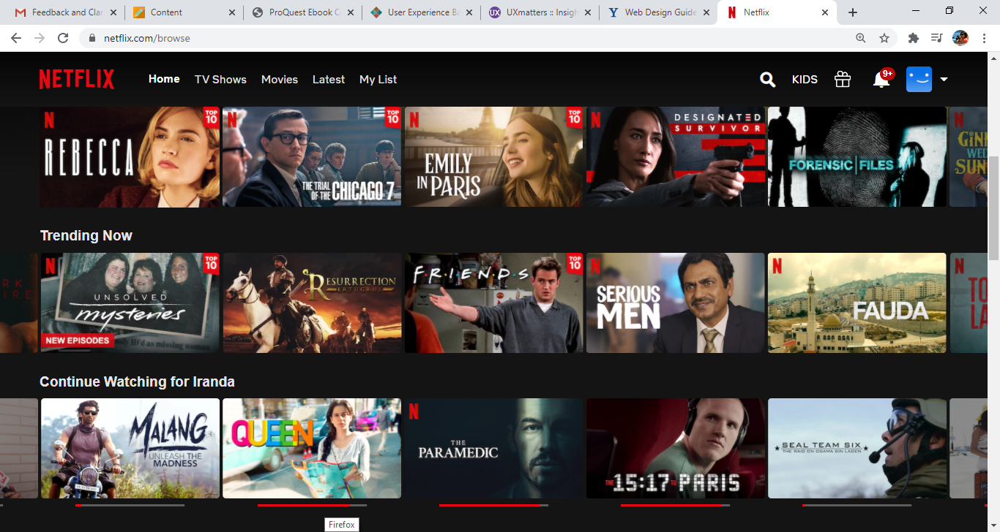 Feedback and Clar
Content
ProQuest Ebook C
User Experience Ba
UXmatters :: Insigh
Web Design Guide
Netflix
netflix.com/browse
NETFLIX
Home
TV Shows
Movies
Latest
My List
KIDS
9+
N
TOP
10
REBECCA
N
TOP
10
THE TRIAL
OF THE CHICAGO 7
N
TOP
10
EMILY
IN PARIS
N
DESIGNATED
SURVIVOR
FORENSIC FILES
N
GINN
WED
SUN
Trending Now
RK
IRE
N
TOP
10
UNSOLVED
mysteries
NEW EPISODES
RESURRECTION
ERTUGRUL
TOP
10
F·R·I·E·N·D·S
N
SERIOUS
MEN
N
FAUDA
N
TO
LA
Continue Watching for Iranda
MALANG
UNLEASH THE
MADNESS
QUEEN
N
THE
PARAMEDIC
THE 15:17 TO PARIS
SEAL TEAM SIX
THE RAID ON OSAMA BIN LADEN
Firefox